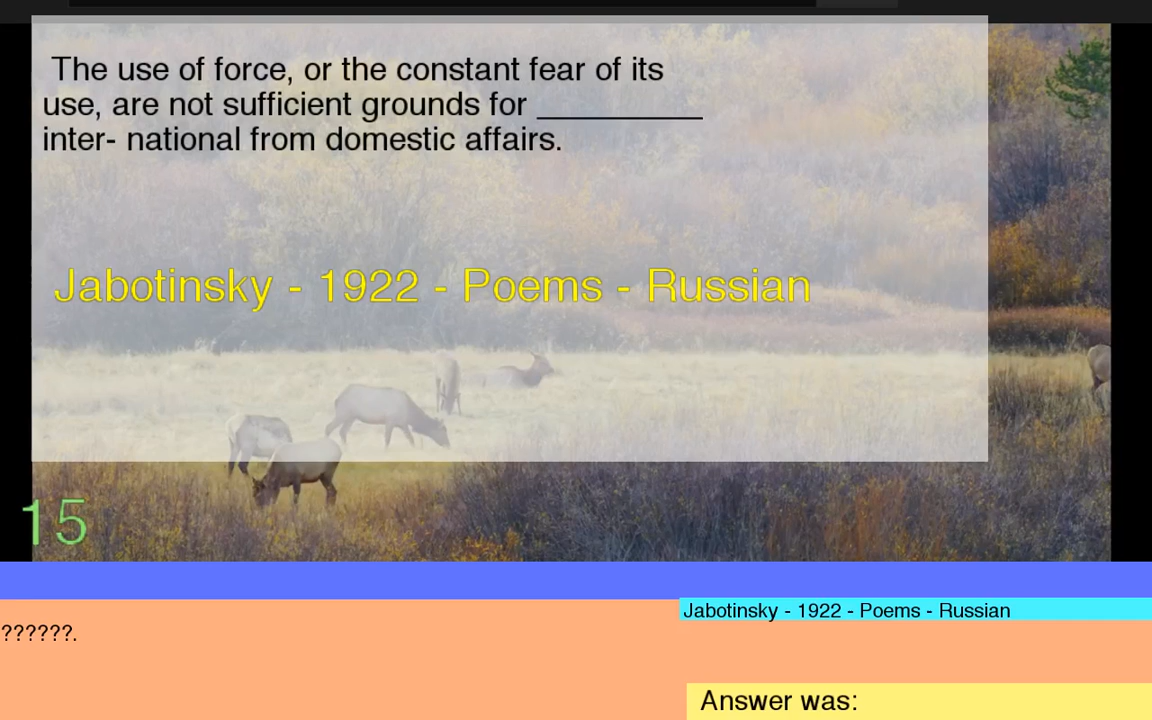 The use of force, or the constant fear of its
use, are not sufficient grounds for ___________
inter- national from domestic affairs.
Jabotinsky - 1922 - Poems - Russian
15
Jabotinsky - 1922 - Poems - Russian
??????.
Answer was: